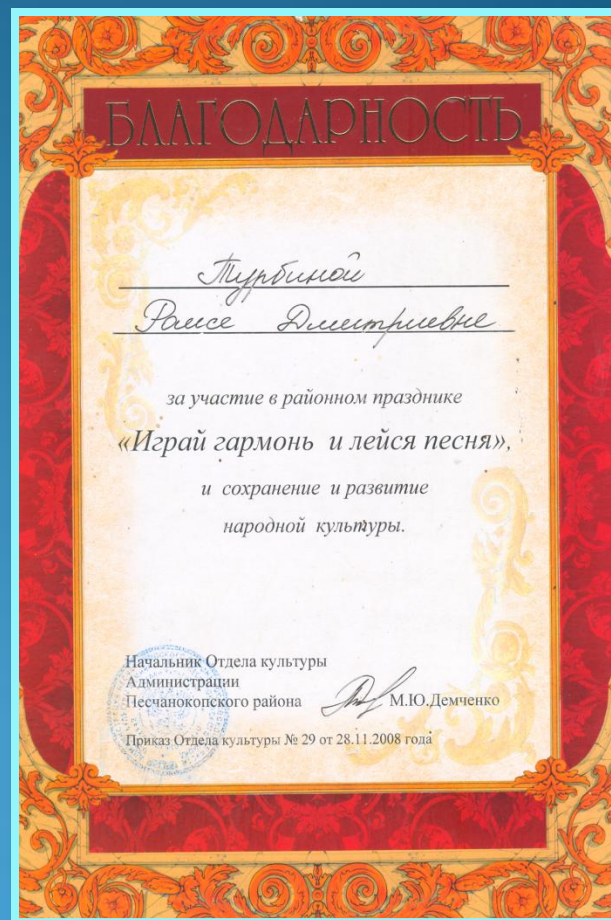 БЛАГОДАРНОСТЬ
Турбиной
Раисе Дмитриевне
за участие в районном празднике
«Играй гармонь и лейся песня»,
и сохранение и развитие
народной культуры.
Начальник Отдела культуры
Администрации
Песчанокопского района М.Ю.Демченко
Приказ Отдела культуры № 29 от 28.11.2008 года